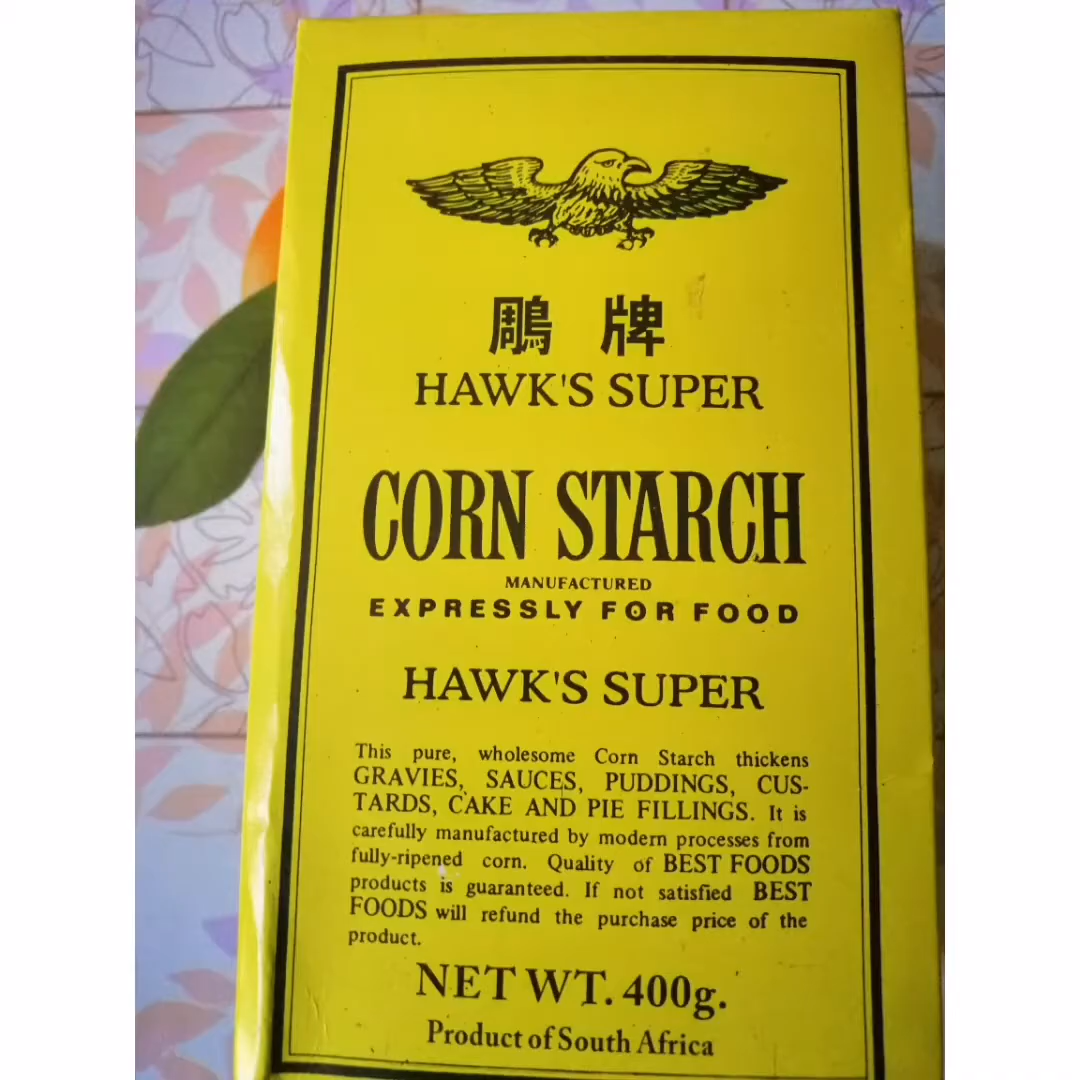 鵰 牌
HAWK'S SUPER
CORN STARCH
MANUFACTURED
EXPRESSLY FOR FOOD
HAWK'S SUPER
This pure, wholesome Corn Starch thickens
GRAVIES, SAUCES, PUDDINGS, CUS-
TARDS, CAKE AND PIE FILLINGS. It is
carefully manufactured by modern processes from
fully-ripened corn. Quality of BEST FOODS
products is guaranteed. If not satisfied BEST
FOODS will refund the purchase price of the
product.
NET WT. 400g.
Product of South Africa